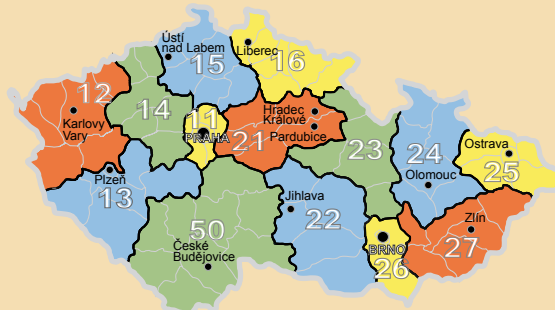 Ústí
nad Labem
15
Liberec
16
12
Karlovy
Vary
14
11
PRAHA
Hradec
Králové
21
Pardubice
23
24
Olomouc
Ostrava
25
Plzeň
13
50
České
Budějovice
Jihlava
22
BRNO
26
Zlín
27